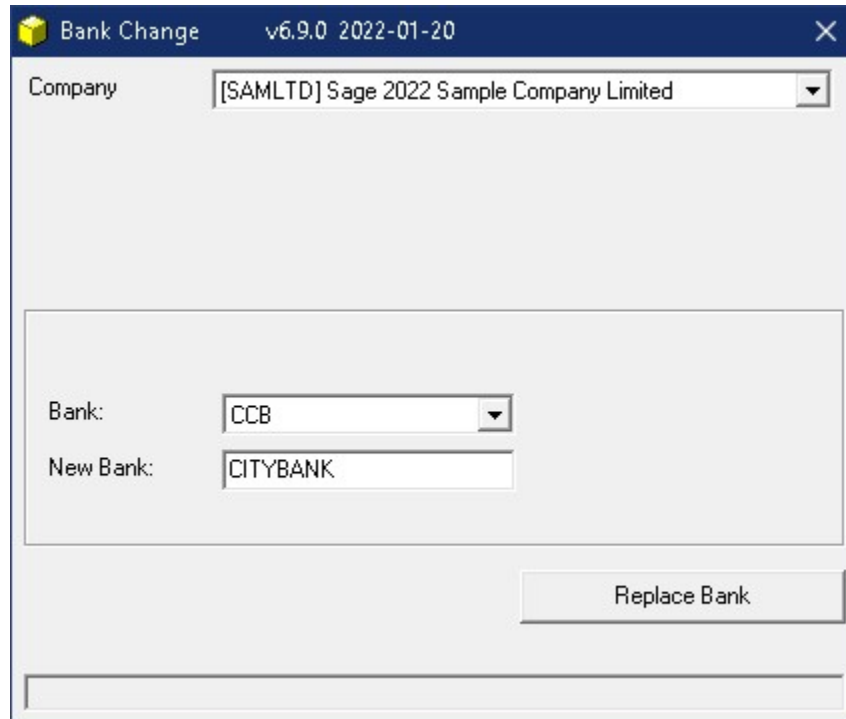 Bank Change v6.9.0 2022-01-20
Company [SAMLTD] Sage 2022 Sample Company Limited
Bank: CCB
New Bank: CITYBANK
Replace Bank